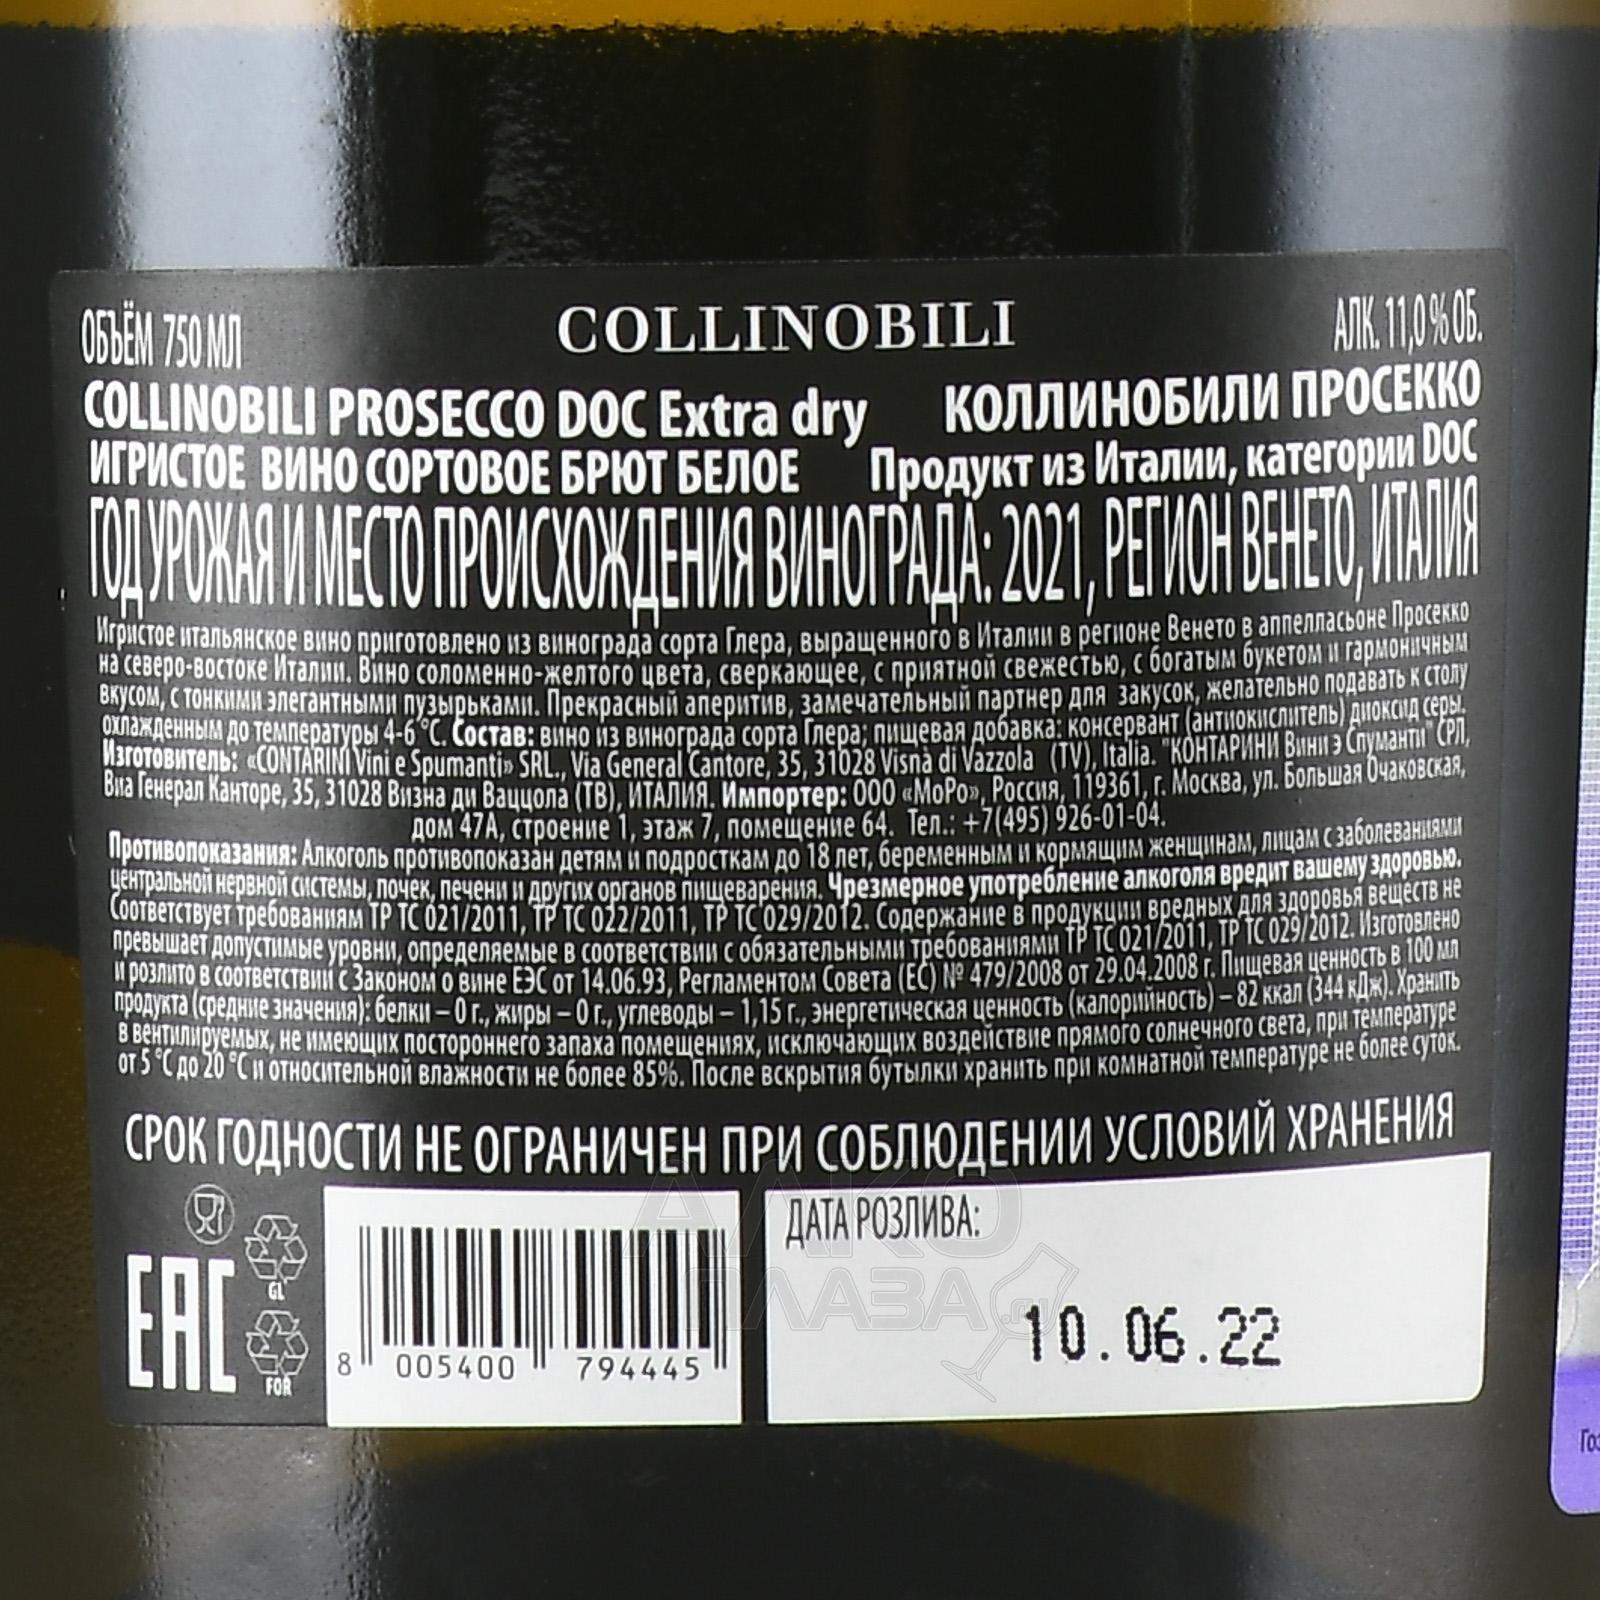 ОБЪЁМ 750 МЛ COLLINOBILI АЛК. 11,0 % ОБ.
COLLINOBILI PROSECCO DOC Extra dry КОЛЛИНОБИЛИ ПРОСЕККО
ИГРИСТОЕ ВИНО СОРТОВОЕ БРЮТ БЕЛОЕ Продукт из Италии, категории DOC
ГОД УРОЖАЯ И МЕСТО ПРОИСХОЖДЕНИЯ ВИНОГРАДА: 2021, РЕГИОН ВЕНЕТО, ИТАЛИЯ
Игристое итальянское вино приготовлено из винограда сорта Глера, выращенного в Италии в регионе Венето в аппелласьоне Просекко
на северо-востоке Италии. Вино соломенно-желтого цвета, сверкающее, с приятной свежестью, с богатым букетом и гармоничным
вкусом, с тонкими элегантными пузырьками. Прекрасный аперитив, замечательный партнер для закусок, желательно подавать к столу
охлажденным до температуры 4-6 °С. Состав: вино из винограда сорта Глера; пищевая добавка: консервант (антиокислитель) диоксид серы.
Изготовитель: «CONTARINI Vini e Spumanti» SRL., Via General Cantore, 35, 31028 Visnà di Vazzola (TV), Italia. "КОНТАРИНИ Вини э Спуманти" СРЛ,
Виа Генерал Канторе, 35, 31028 Визна ди Ваццола (ТВ), ИТАЛИЯ. Импортер: ООО «МоРо», Россия, 119361, г. Москва, ул. Большая Очаковская,
дом 47А, строение 1, этаж 7, помещение 64. Тел.: +7(495) 926-01-04.
Противопоказания: Алкоголь противопоказан детям и подросткам до 18 лет, беременным и кормящим женщинам, лицам с заболеваниями
центральной нервной системы, почек, печени и других органов пищеварения. Чрезмерное употребление алкоголя вредит вашему здоровью.
Соответствует требованиям ТР ТС 021/2011, ТР ТС 022/2011, ТР ТС 029/2012. Содержание в продукции вредных для здоровья веществ не
превышает допустимые уровни, определяемые в соответствии с обязательными требованиями ТР ТС 021/2011, ТР ТС 029/2012. Изготовлено
и розлито в соответствии с Законом о вине ЕЭС от 14.06.93, Регламентом Совета (ЕС) № 479/2008 от 29.04.2008 г. Пищевая ценность в 100 мл
продукта (средние значения): белки – 0 г., жиры – 0 г., углеводы – 1,15 г., энергетическая ценность (калорийность) – 82 ккал (344 кДж). Хранить
в вентилируемых, не имеющих постороннего запаха помещениях, исключающих воздействие прямого солнечного света, при температуре
от 5 °С до 20 °С и относительной влажности не более 85%. После вскрытия бутылки хранить при комнатной температуре не более суток.
СРОК ГОДНОСТИ НЕ ОГРАНИЧЕН ПРИ СОБЛЮДЕНИИ УСЛОВИЙ ХРАНЕНИЯ
EAC
GL
FOR
8 005400 794445
ДАТА РОЗЛИВА:
10.06.22
АЛКО
ПЛАЗА.ru